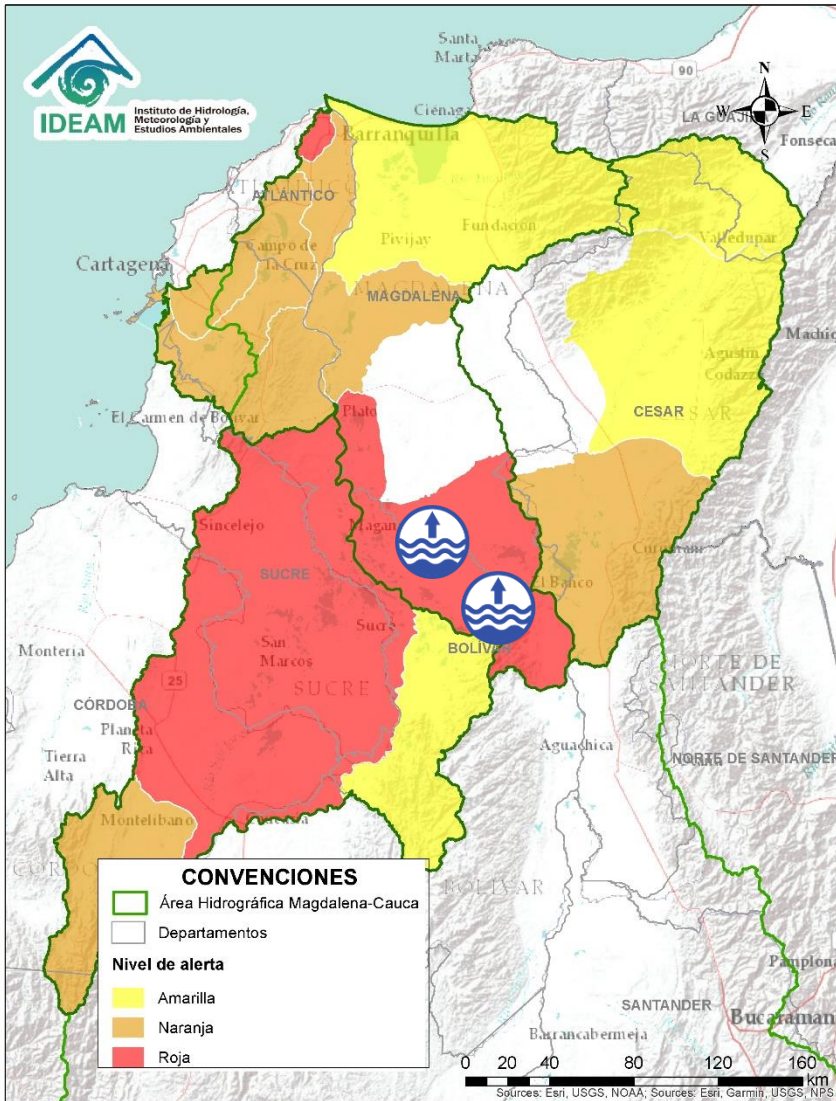 IDEAM
Instituto de Hidrología,
Meteorología y
Estudios Ambientales
Santa
Marta
90
N
W
E
S
LA GUAJI
Fonseca
Ciénaga
Barranquilla
ATLÁNTICO
Cartagena
Campo de
la Cruz
Pivijay
Fundación
Valledupar
MAGDALENA
MAGDALENA
Agustín
Codazzi
CESAR
CESAR
El Carmen de Bolívar
Plato
Sincelejo
Magan
SUCRE
El Banco
Sucre
San
Marcos
BOLÍVAR
SUCRE
Montería
25
CÓRDOBA
Planeta
Rica
Tierra
Alta
NORTE DE
SANTANDER
NORTE DE SANTANDER
Aguachica
Montelíbano
BOLÍVAR
CONVENCIONES
Área Hidrográfica Magdalena-Cauca
Departamentos
Nivel de alerta
Amarilla
Naranja
Roja
Pamplona
SANTANDER
Bucaraman
Barrancabermeja
0 20 40 80 120 160
km
Sources: Esri, USGS, NOAA; Sources: Esri, Garmin, USGS, NPS